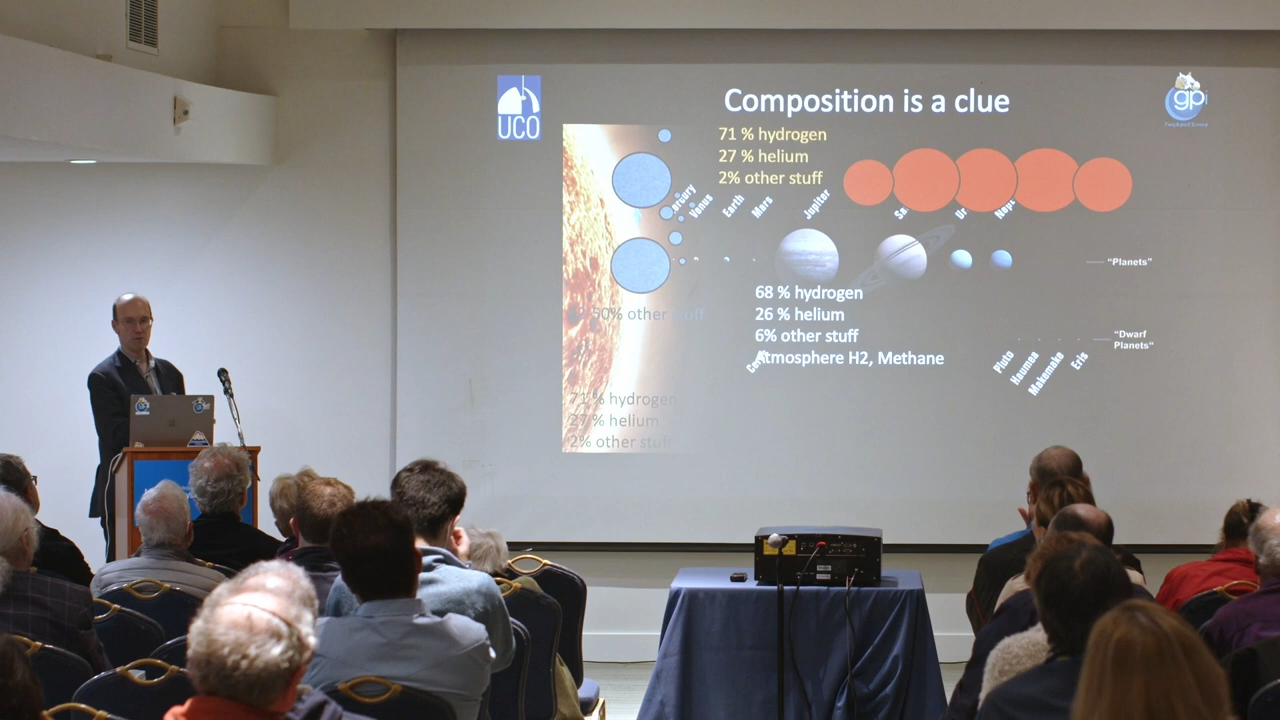 UCO
Composition is a clue
gpi
71 % hydrogen
27 % helium
2% other stuff
Venus
Earth
Mars
Jupiter
"Planets"
50% other stuff
68 % hydrogen
26 % helium
6% other stuff
Atmosphere H2, Methane
"Dwarf
Planets"
Pluto
Haumea
Makemake
Eris
71 % hydrogen
27 % helium
2% other stuff